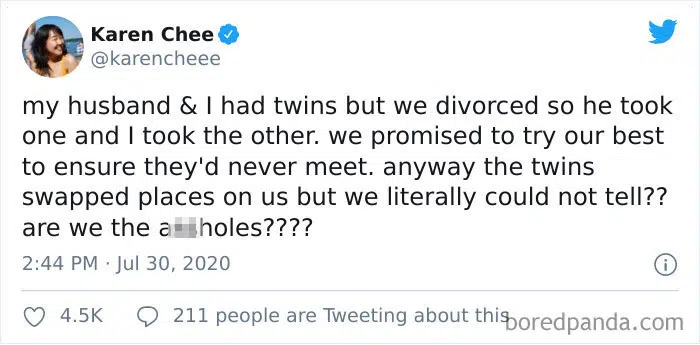 Karen Chee
@karencheee
my husband & I had twins but we divorced so he took
one and I took the other. we promised to try our best
to ensure they'd never meet. anyway the twins
swapped places on us but we literally could not tell??
are we the a holes????
2:44 PM · Jul 30, 2020
4.5K 211 people are Tweeting about this
boredpanda.com